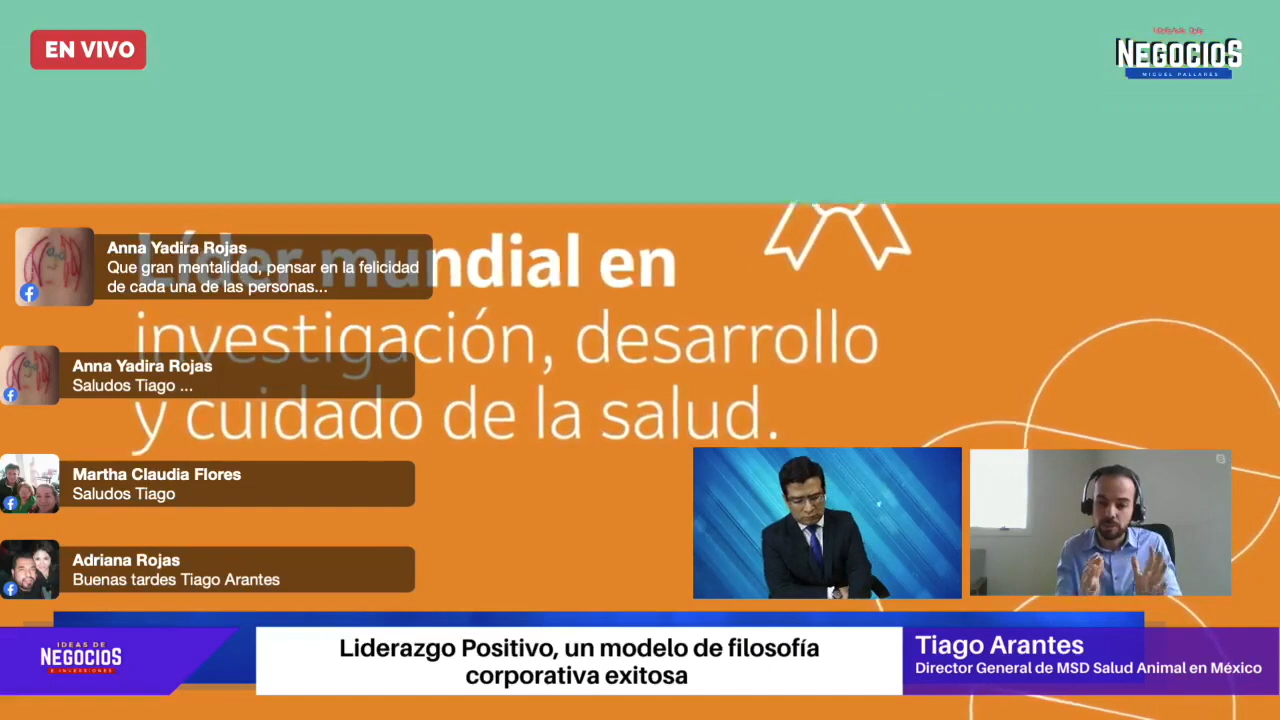 EN VIVO
NEGOCIOS
MIGUEL PALLARES
Líder mundial en
investigación, desarrollo
y cuidado de la salud.
Anna Yadira Rojas
Que gran mentalidad, pensar en la felicidad
de cada una de las personas...
Anna Yadira Rojas
Saludos Tiago ...
Martha Claudia Flores
Saludos Tiago
Adriana Rojas
Buenas tardes Tiago Arantes
IDEAS DE
NEGOCIOS
E INVERSIONES
Liderazgo Positivo, un modelo de filosofía
corporativa exitosa
Tiago Arantes
Director General de MSD Salud Animal en México